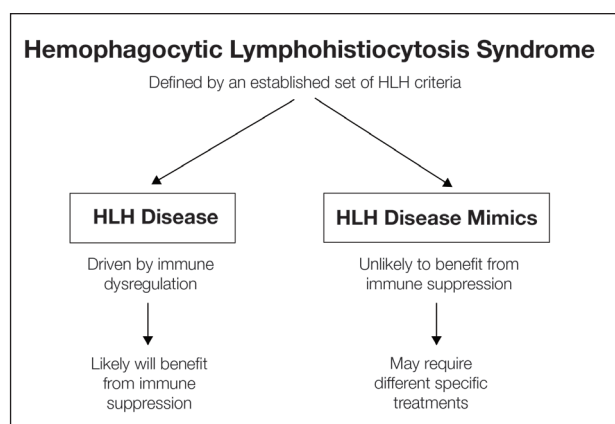 Hemophagocytic Lymphohistiocytosis Syndrome
Defined by an established set of HLH criteria
HLH Disease
HLH Disease Mimics
Driven by immune
dysregulation
Unlikely to benefit from
immune suppression
Likely will benefit
from immune
suppression
May require
different specific
treatments